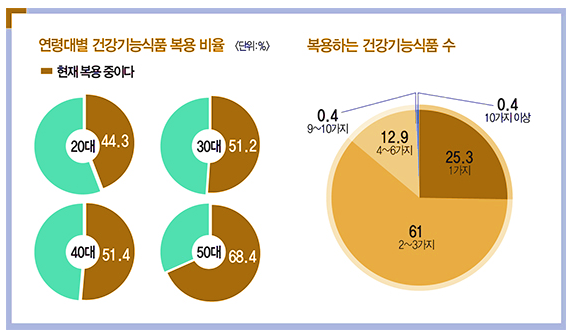 연령대별 건강기능식품 복용 비율 〈단위:%〉
현재 복용 중이다
20대 44.3
30대 51.2
40대 51.4
50대 68.4
복용하는 건강기능식품 수
0.4
9~10가지
0.4
10가지 이상
12.9
4~6가지
25.3
1가지
61
2~3가지